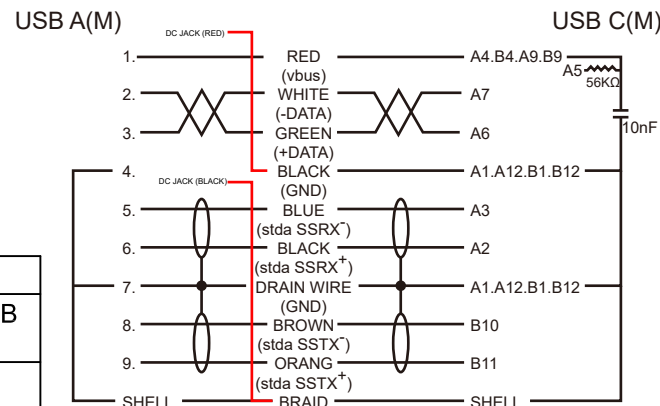 USB A(M) USB C(M)
DC JACK (RED)
1. RED A4.B4.A9.B9
(vbus) A5
56KΩ
2. WHITE A7
(-DATA)
10nF
3. GREEN A6
(+DATA)
4. BLACK A1.A12.B1.B12
DC JACK (BLACK)
(GND)
5. BLUE A3
(stda SSRX-)
6. BLACK A2
(stda SSRX+)
7. DRAIN WIRE A1.A12.B1.B12
(GND)
B
8. BROWN B10
(stda SSTX-)
9. ORANG B11
(stda SSTX+)
SHELL BRAID SHELL